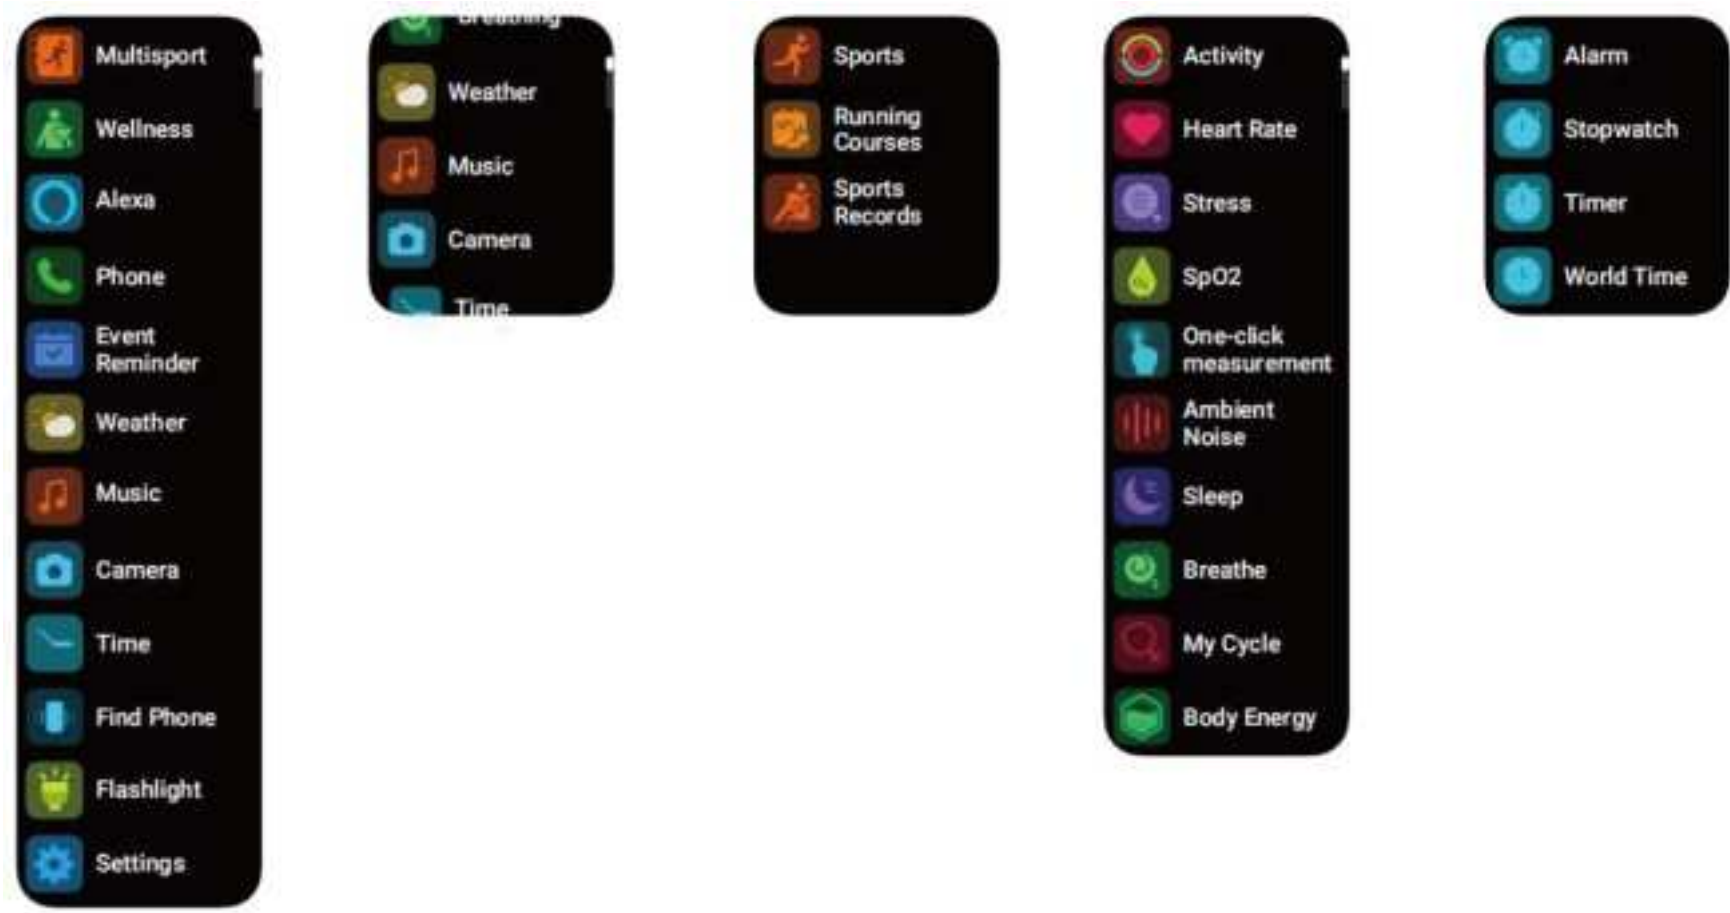 Multisport
Wellness
Alexa
Phone
Event
Reminder
Weather
Music
Camera
Time
Find Phone
Flashlight
Settings
Breathing
Weather
Music
Camera
Time
Sports
Running
Courses
Sports
Records
Activity
Heart Rate
Stress
SpO2
One-click
measurement
Ambient
Noise
Sleep
Breathe
My Cycle
Body Energy
Alarm
Stopwatch
Timer
World Time